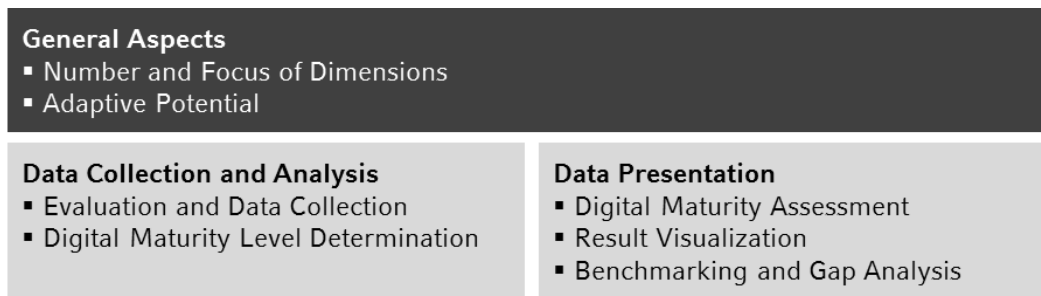 General Aspects
▪ Number and Focus of Dimensions
▪ Adaptive Potential
Data Collection and Analysis
▪ Evaluation and Data Collection
▪ Digital Maturity Level Determination
Data Presentation
▪ Digital Maturity Assessment
▪ Result Visualization
▪ Benchmarking and Gap Analysis